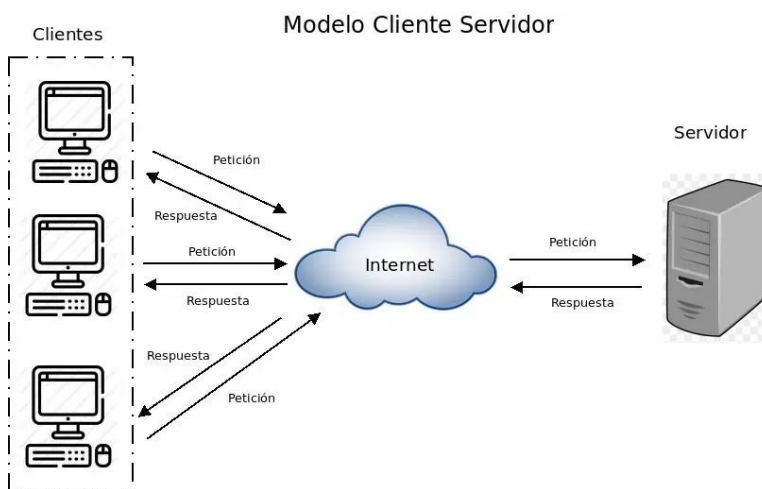 Modelo Cliente Servidor
Clientes
Servidor
Petición
Respuesta
Petición
Respuesta
Internet
Petición
Respuesta
Respuesta
Petición